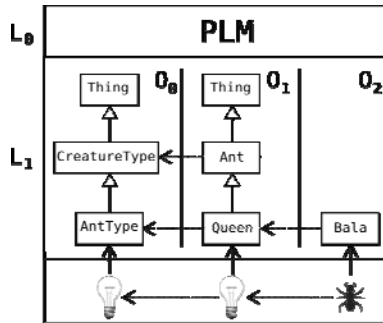 L₀ PLM
Thing O₀ Thing O₁ O₂
L₁ CreatureType Ant
AntType Queen Bala